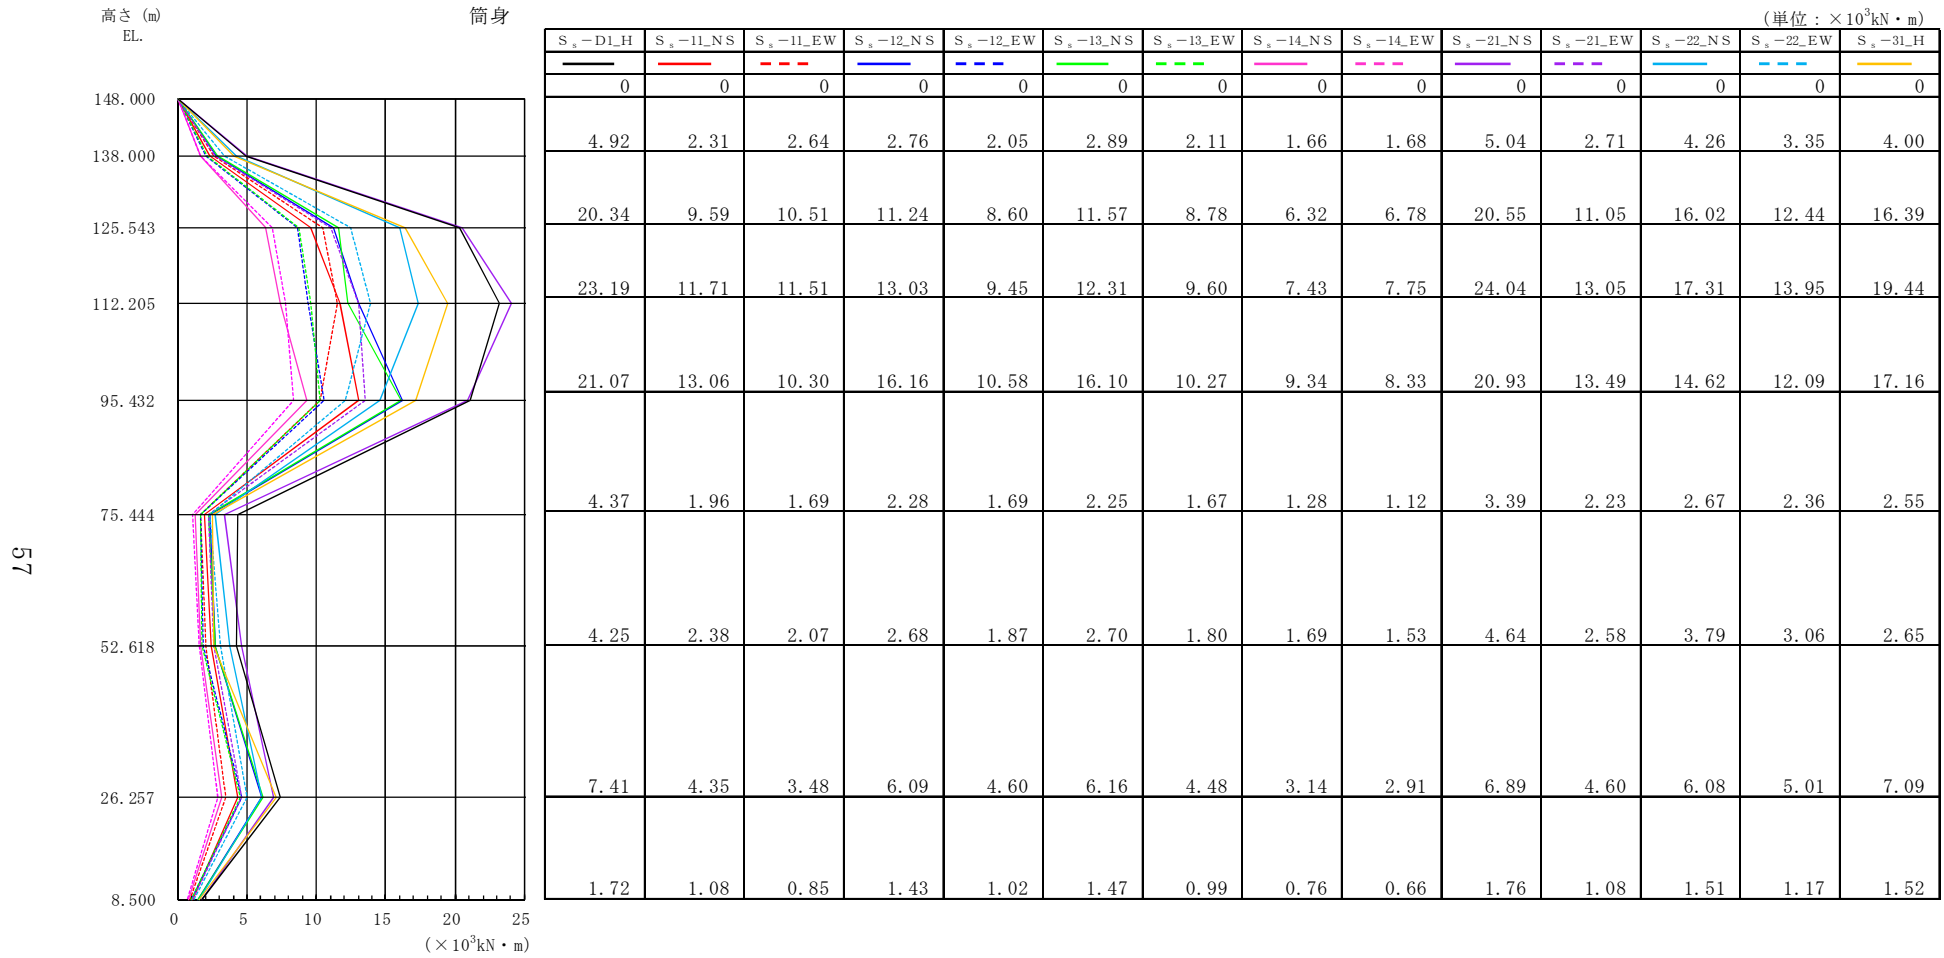 高さ (m)
EL.
筒身
(単位：×10³kN・m)
Ss－D1_H Ss－11_NS Ss－11_EW Ss－12_NS Ss－12_EW Ss－13_NS Ss－13_EW Ss－14_NS Ss－14_EW Ss－21_NS Ss－21_EW Ss－22_NS Ss－22_EW Ss－31_H
148.000 0 0 0 0 0 0 0 0 0 0 0 0 0 0
138.000 4.92 2.31 2.64 2.76 2.05 2.89 2.11 1.66 1.68 5.04 2.71 4.26 3.35 4.00
125.543 20.34 9.59 10.51 11.24 8.60 11.57 8.78 6.32 6.78 20.55 11.05 16.02 12.44 16.39
112.205 23.19 11.71 11.51 13.03 9.45 12.31 9.60 7.43 7.75 24.04 13.05 17.31 13.95 19.44
95.432 21.07 13.06 10.30 16.16 10.58 16.10 10.27 9.34 8.33 20.93 13.49 14.62 12.09 17.16
75.444 4.37 1.96 1.69 2.28 1.69 2.25 1.67 1.28 1.12 3.39 2.23 2.67 2.36 2.55
52.618 4.25 2.38 2.07 2.68 1.87 2.70 1.80 1.69 1.53 4.64 2.58 3.79 3.06 2.65
26.257 7.41 4.35 3.48 6.09 4.60 6.16 4.48 3.14 2.91 6.89 4.60 6.08 5.01 7.09
8.500 1.72 1.08 0.85 1.43 1.02 1.47 0.99 0.76 0.66 1.76 1.08 1.51 1.17 1.52
0 5 10 15 20 25
(×10³kN・m)
57